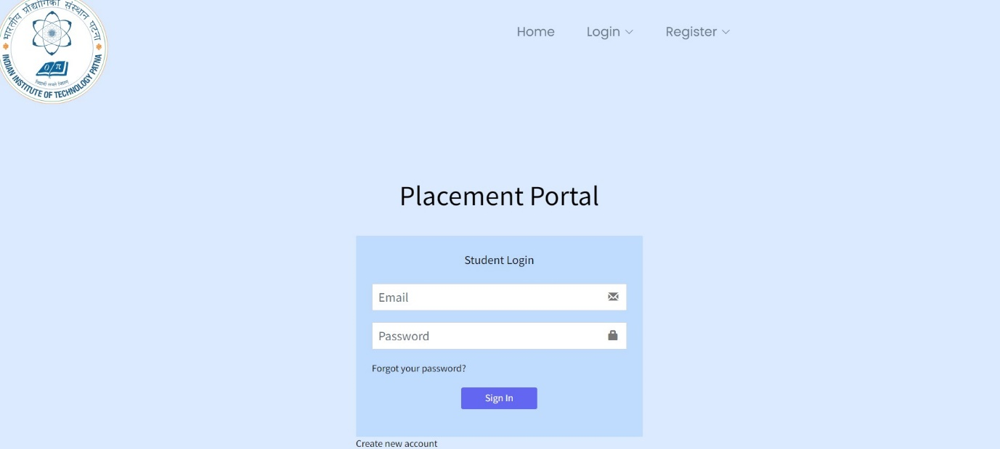 भारतीय प्रौद्योगिकी संस्थान पटना
INDIAN INSTITUTE OF TECHNOLOGY PATNA
Home
Login
Register
Placement Portal
Student Login
Email
Password
Forgot your password?
Sign In
Create new account